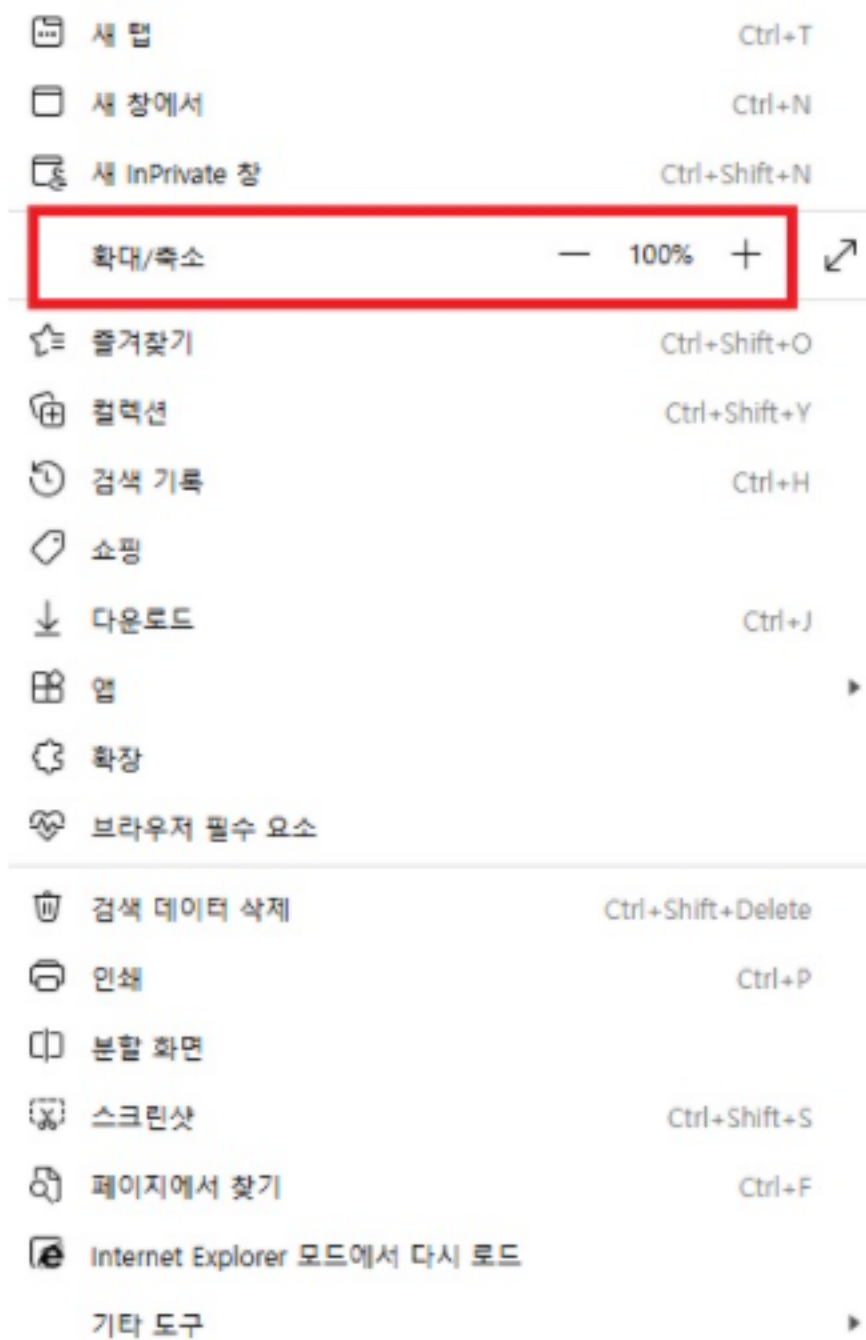 새 탭 Ctrl+T
새 창에서 Ctrl+N
새 InPrivate 창 Ctrl+Shift+N
확대/축소 — 100% +
즐겨찾기 Ctrl+Shift+O
컬렉션 Ctrl+Shift+Y
검색 기록 Ctrl+H
쇼핑
다운로드 Ctrl+J
앱
확장
브라우저 필수 요소
검색 데이터 삭제 Ctrl+Shift+Delete
인쇄 Ctrl+P
분할 화면
스크린샷 Ctrl+Shift+S
페이지에서 찾기 Ctrl+F
Internet Explorer 모드에서 다시 로드
기타 도구